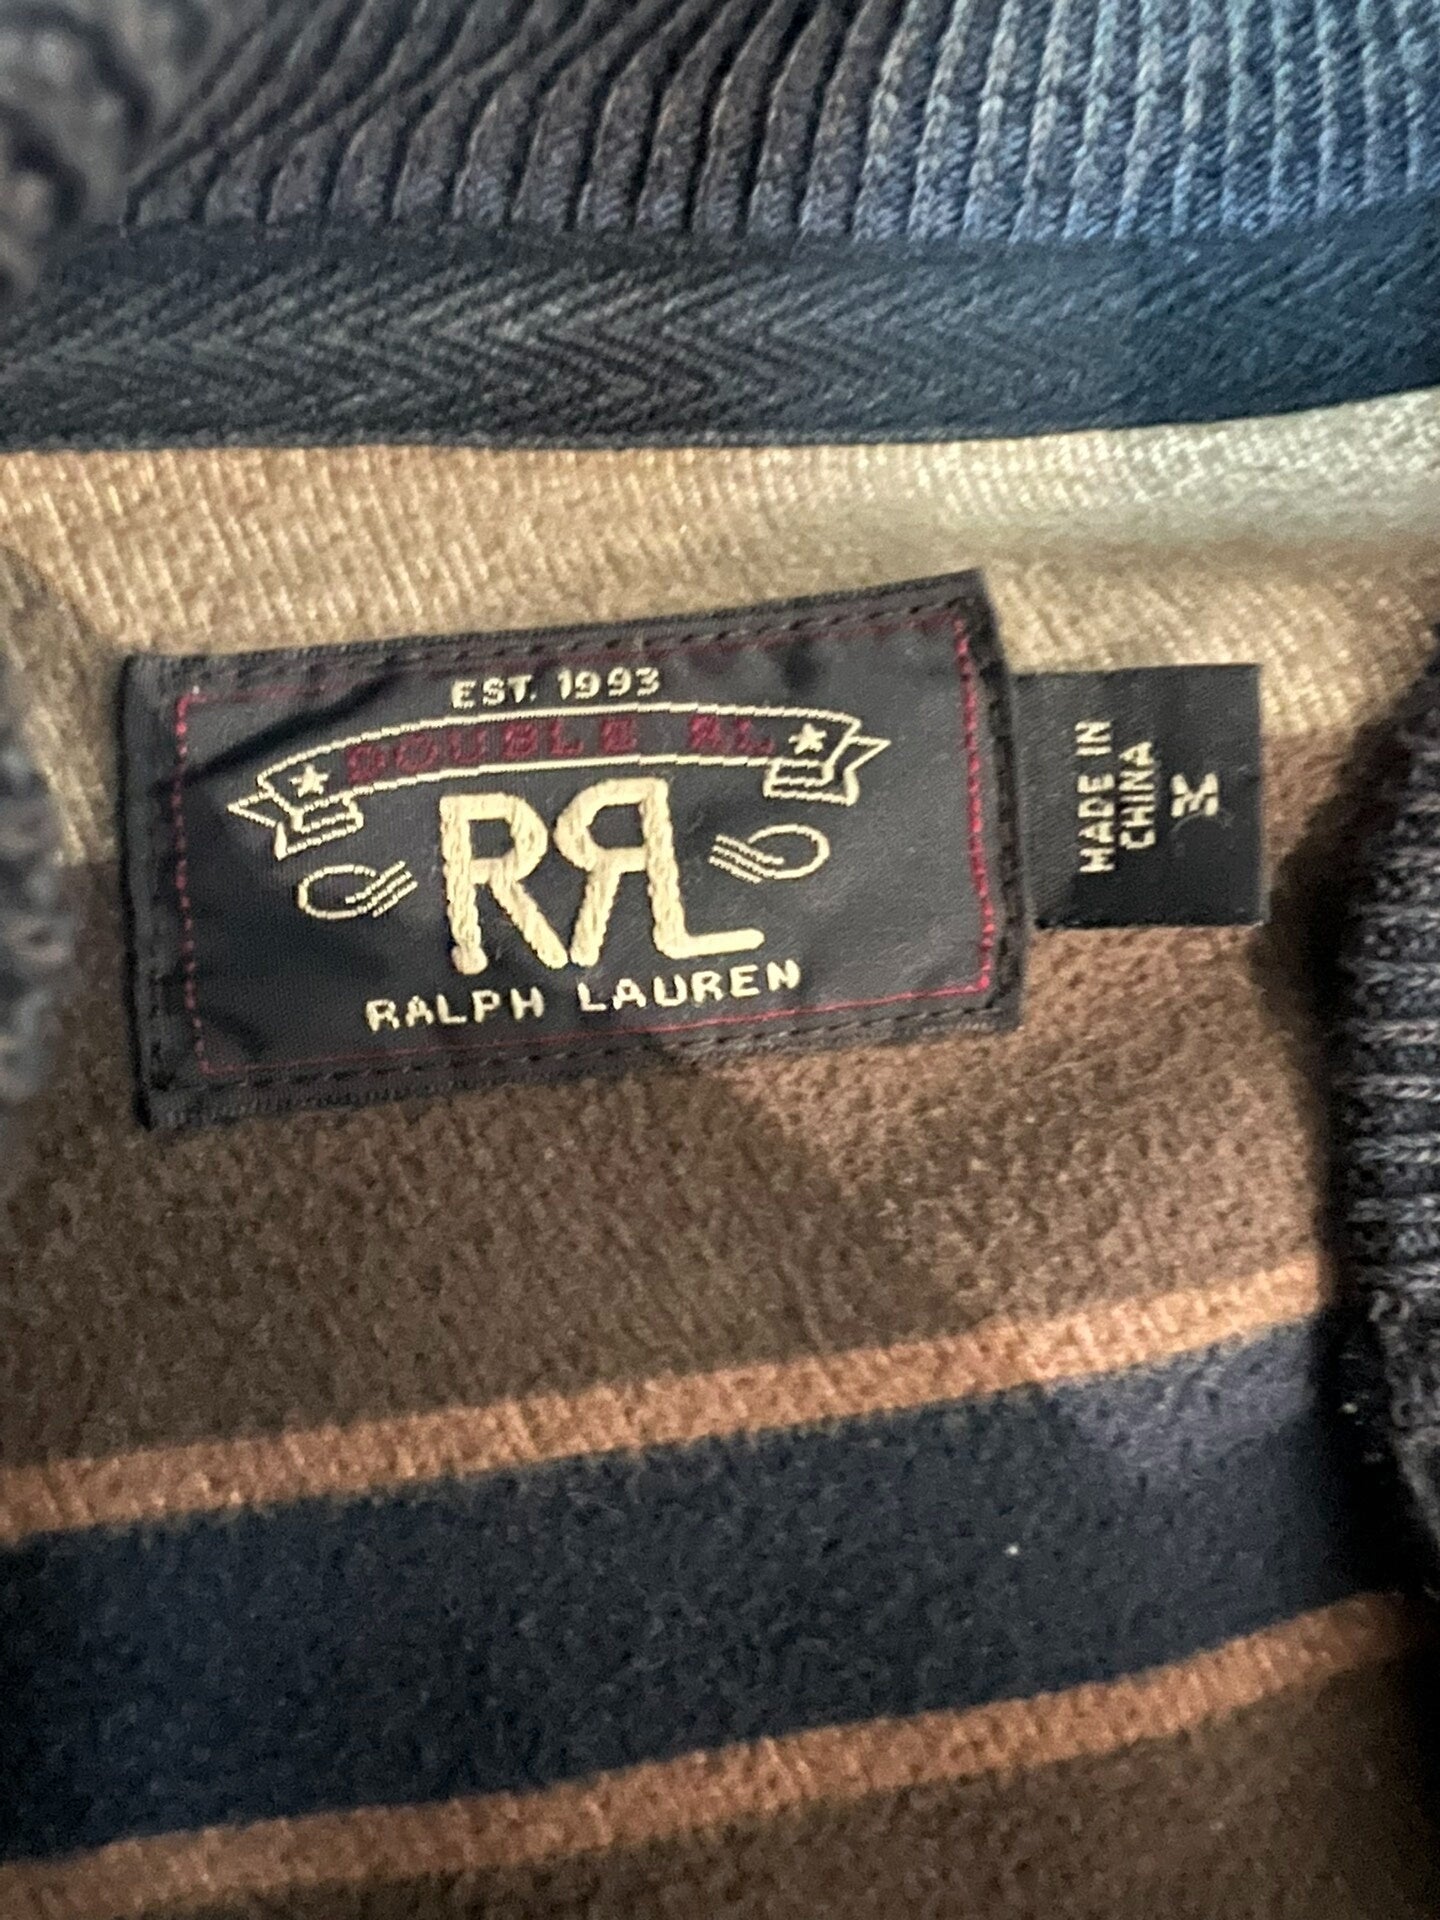 EST. 1993
DOUBLE RL
RRL
RALPH LAUREN
MADE IN
CHINA
M